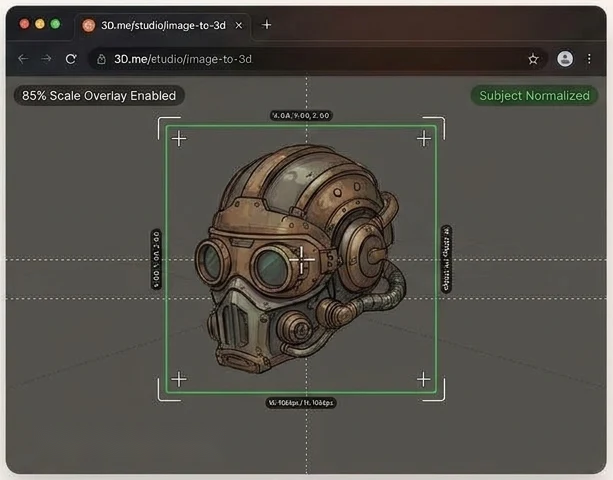 3D.me/studio/image-to-3d
3D.me/etudio/image-to-3d
85% Scale Overlay Enabled
Subject Normalized